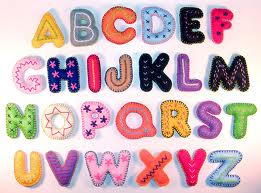 ABCDEF
GHIJKLM
NOPQRST
UVWXYZ